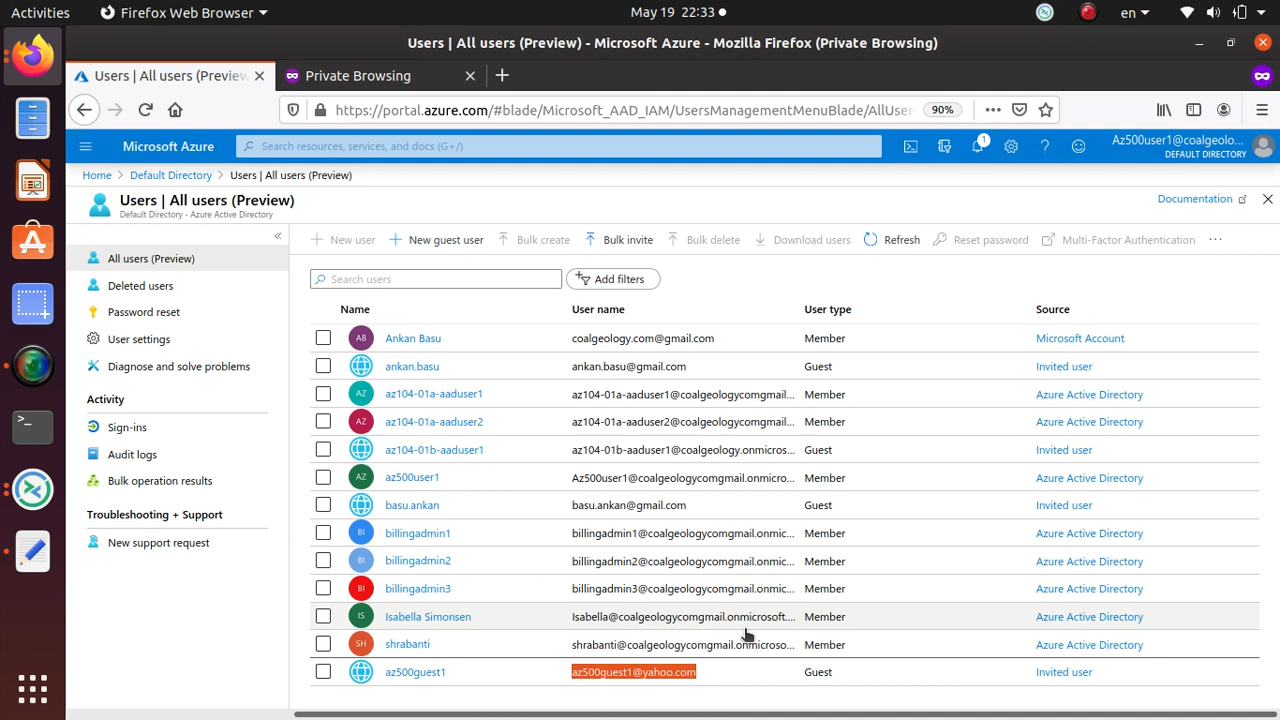 Activities
Firefox Web Browser
May 19 22:33
en
Users | All users (Preview) - Microsoft Azure - Mozilla Firefox (Private Browsing)
Users | All users (Preview
Private Browsing
https://portal.azure.com/#blade/Microsoft_AAD_IAM/UsersManagementMenuBlade/AllUser
90%
Microsoft Azure
Search resources, services, and docs (G+/)
1
Az500user1@coalgeolo...
DEFAULT DIRECTORY
Home
Default Directory
Users | All users (Preview)
Users | All users (Preview)
Default Directory - Azure Active Directory
Documentation
New user
New guest user
Bulk create
Bulk invite
Bulk delete
Download users
Refresh
Reset password
Multi-Factor Authentication
All users (Preview)
Deleted users
Password reset
User settings
Diagnose and solve problems
Activity
Sign-ins
Audit logs
Bulk operation results
Troubleshooting + Support
New support request
Search users
Add filters
Name User name User type Source
AB Ankan Basu coalgeology.com@gmail.com Member Microsoft Account
ankan.basu ankan.basu@gmail.com Guest Invited user
AZ az104-01a-aaduser1 az104-01a-aaduser1@coalgeologycomgmail... Member Azure Active Directory
AZ az104-01a-aaduser2 az104-01a-aaduser2@coalgeologycomgmail... Member Azure Active Directory
az104-01b-aaduser1 az104-01b-aaduser1@coalgeology.onmicros... Guest Invited user
AZ az500user1 Az500user1@coalgeologycomgmail.onmicro... Member Azure Active Directory
basu.ankan basu.ankan@gmail.com Guest Invited user
BI billingadmin1 billingadmin1@coalgeologycomgmail.onmic... Member Azure Active Directory
BI billingadmin2 billingadmin2@coalgeologycomgmail.onmic... Member Azure Active Directory
BI billingadmin3 billingadmin3@coalgeologycomgmail.onmic... Member Azure Active Directory
IS Isabella Simonsen Isabella@coalgeologycomgmail.onmicrosoft.... Member Azure Active Directory
SH shrabanti shrabanti@coalgeologycomgmail.onmicroso... Member Azure Active Directory
az500guest1 az500guest1@yahoo.com Guest Invited user